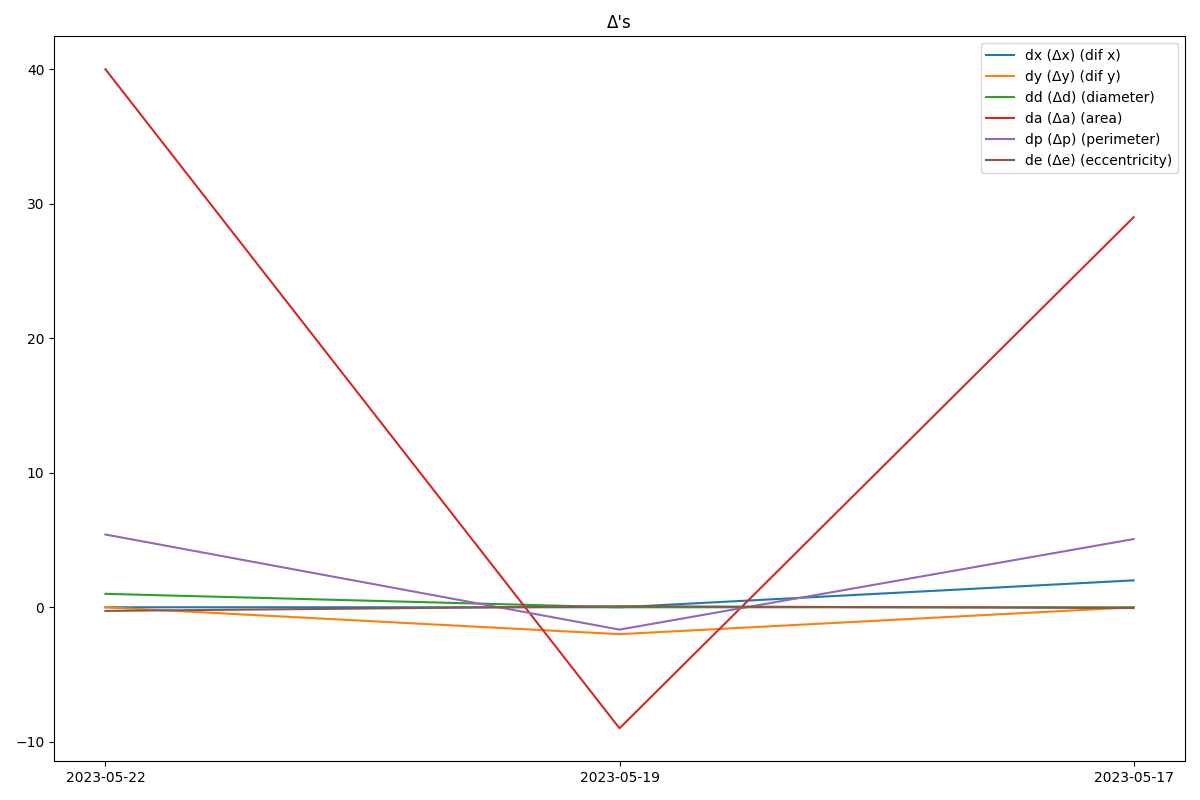 Δ's
dx (Δx) (dif x)
dy (Δy) (dif y)
dd (Δd) (diameter)
da (Δa) (area)
dp (Δp) (perimeter)
de (Δe) (eccentricity)
40
30
20
10
0
−10
2023-05-22 2023-05-19 2023-05-17